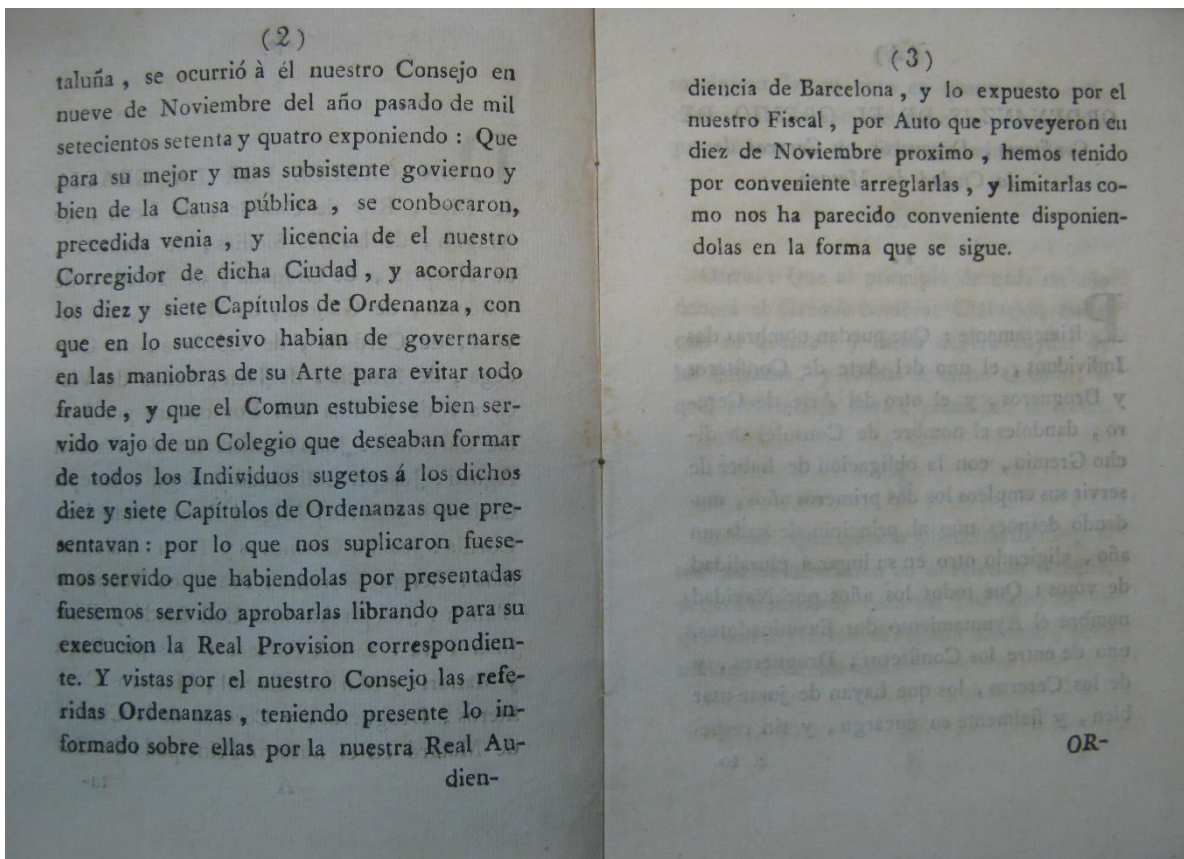 (2)
taluña , se ocurrió à él nuestro Consejo en
nueve de Noviembre del año pasado de mil
setecientos setenta y quatro exponiendo : Que
para su mejor y mas subsistente govierno y
bien de la Causa pública , se conbocaron,
precedida venia , y licencia de el nuestro
Corregidor de dicha Ciudad , y acordaron
los diez y siete Capítulos de Ordenanza , con
que en lo succesivo habian de governarse
en las maniobras de su Arte para evitar todo
fraude , y que el Comun estubiese bien ser-
vido vajo de un Colegio que deseaban formar
de todos los Individuos sugetos á los dichos
diez y siete Capítulos de Ordenanzas que pre-
sentavan : por lo que nos suplicaron fuese-
mos servido que habiendolas por presentadas
fuesemos servido aprobarlas librando para su
execucion la Real Provision correspondien-
te. Y vistas por el nuestro Consejo las refe-
ridas Ordenanzas , teniendo presente lo in-
formado sobre ellas por la nuestra Real Au-
dien-
(3)
diencia de Barcelona , y lo expuesto por el
nuestro Fiscal , por Auto que proveyeron en
diez de Noviembre proximo , hemos tenido
por conveniente arreglarlas , y limitarlas co-
mo nos ha parecido conveniente disponien-
dolas en la forma que se sigue.
OR-